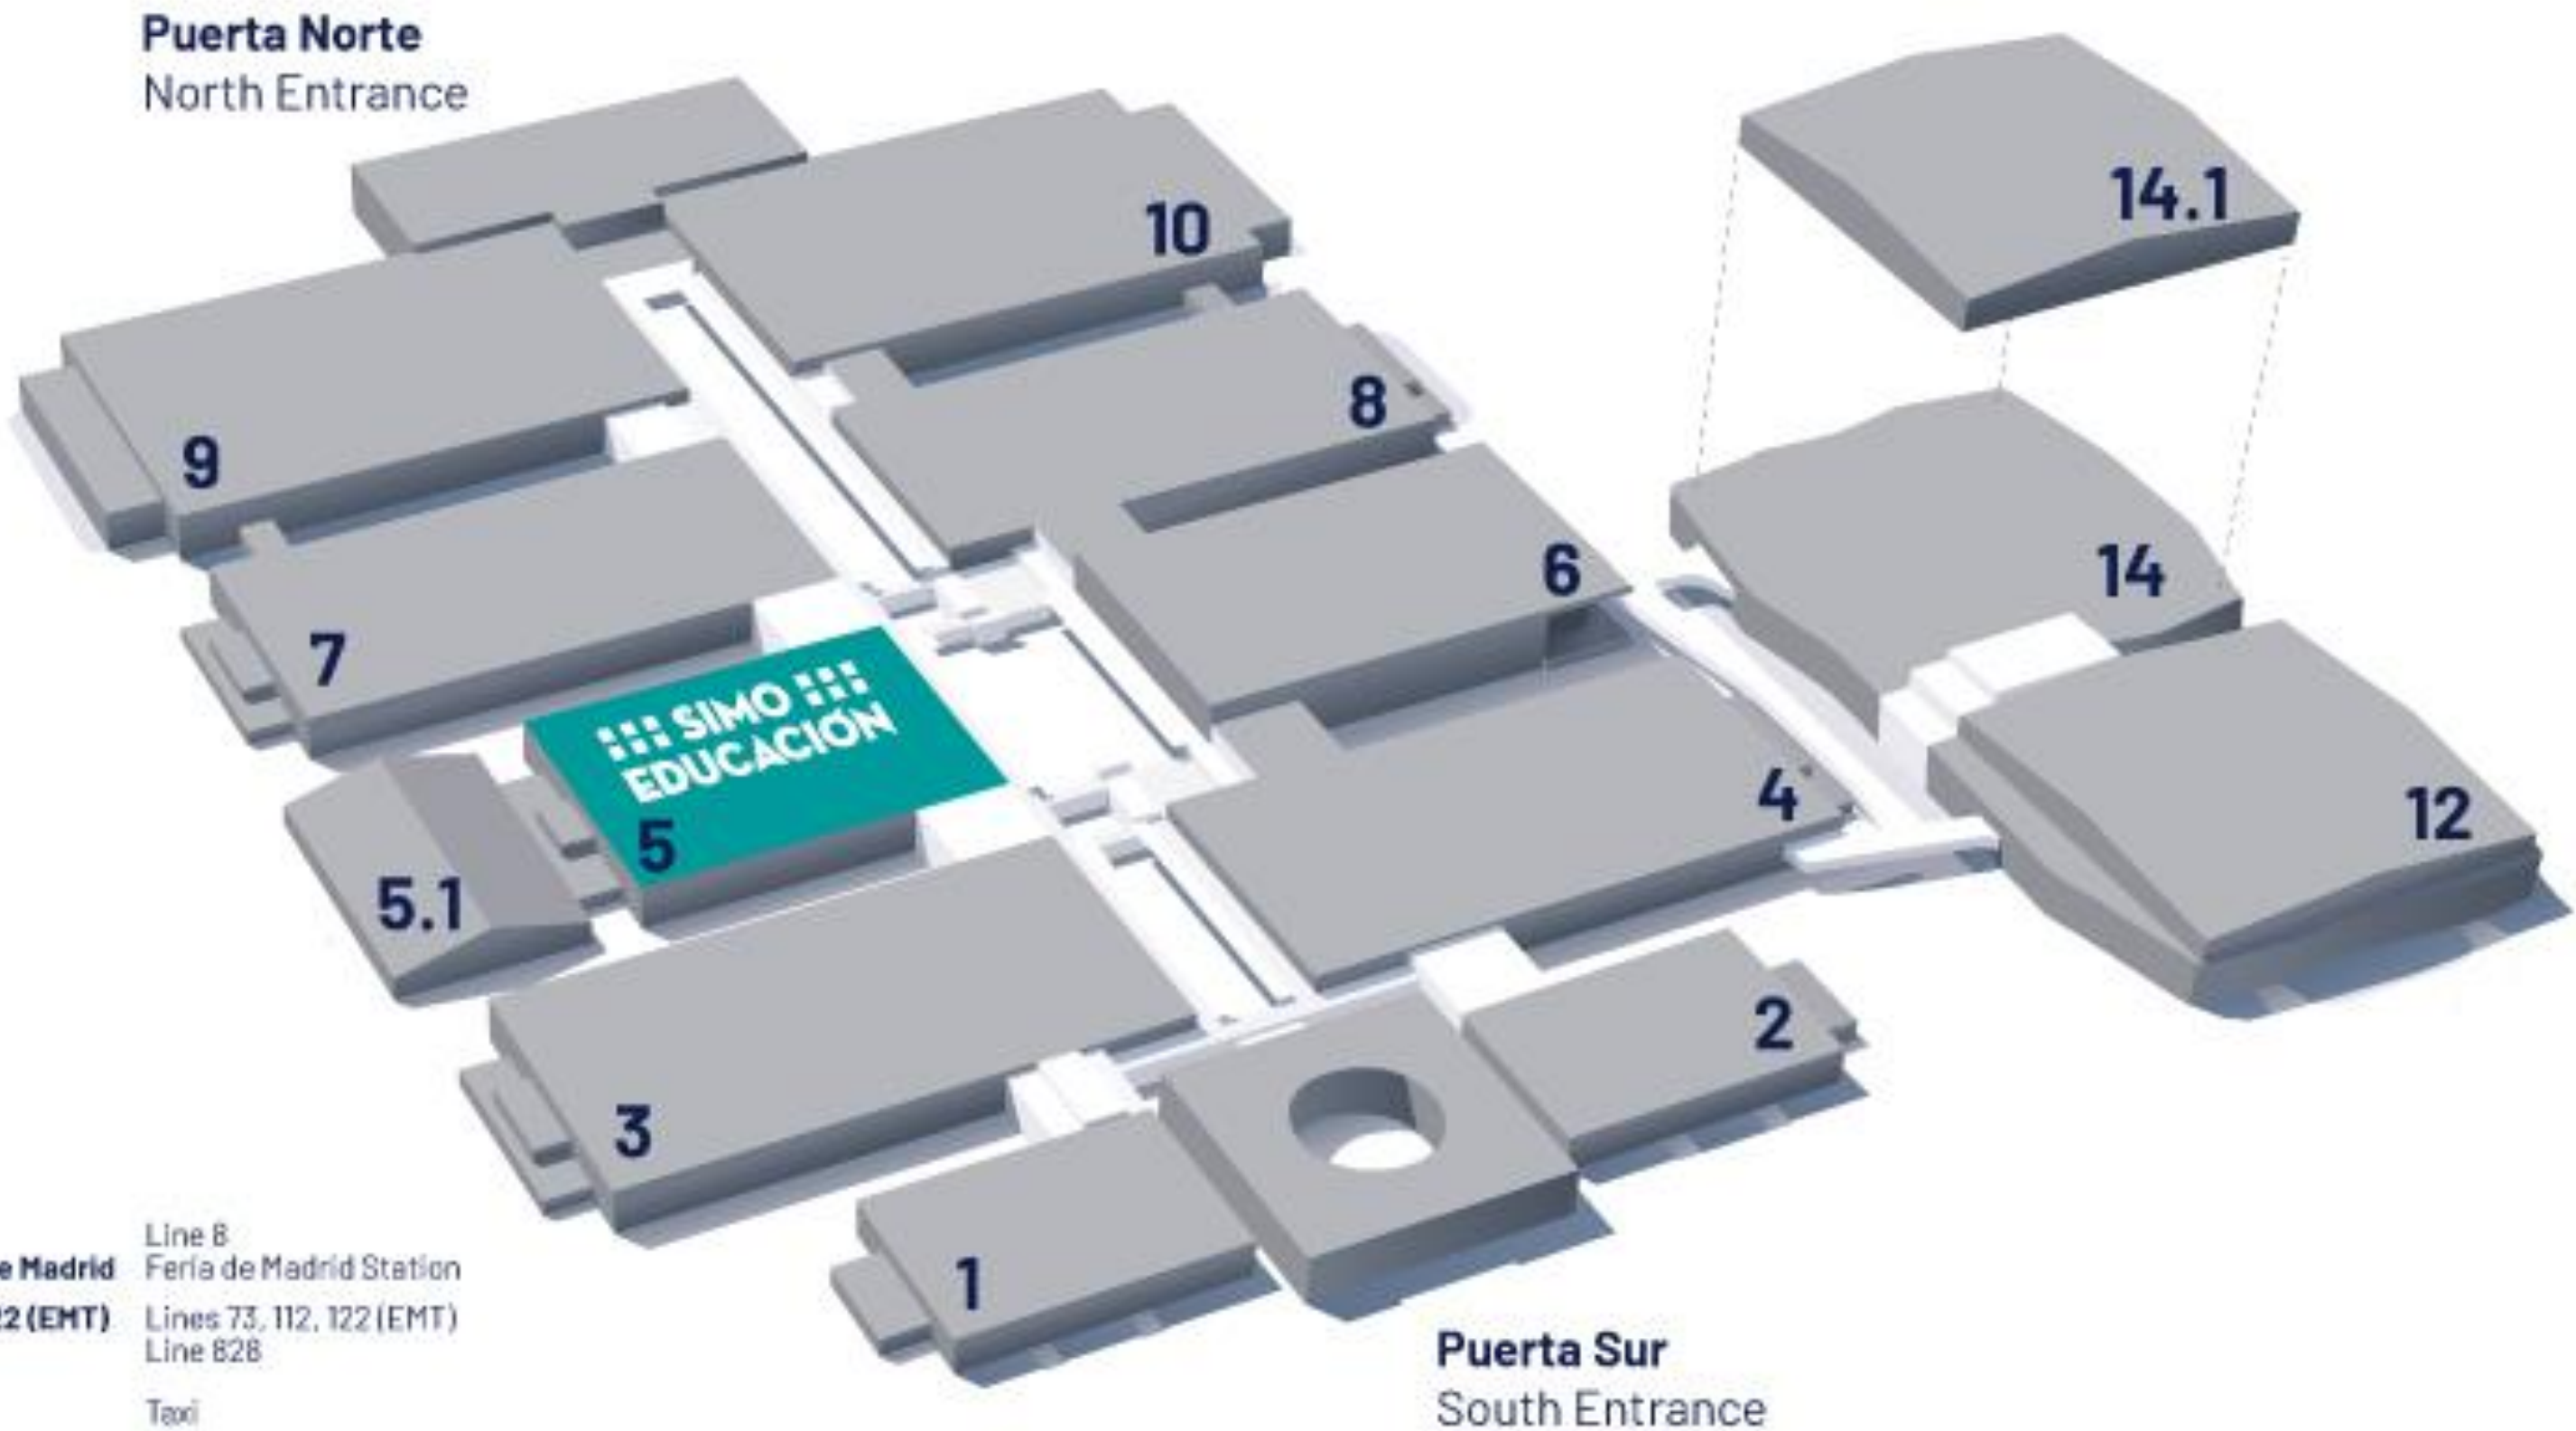 Puerta Norte
North Entrance
14.1
10
8
9
14
6
7
SIMO
EDUCACIÓN
5
4
12
5.1
2
3
1
Line 8
e Madrid Feria de Madrid Station
22 (EMT) Lines 73, 112, 122 (EMT)
Line 828
Taxi
Puerta Sur
South Entrance